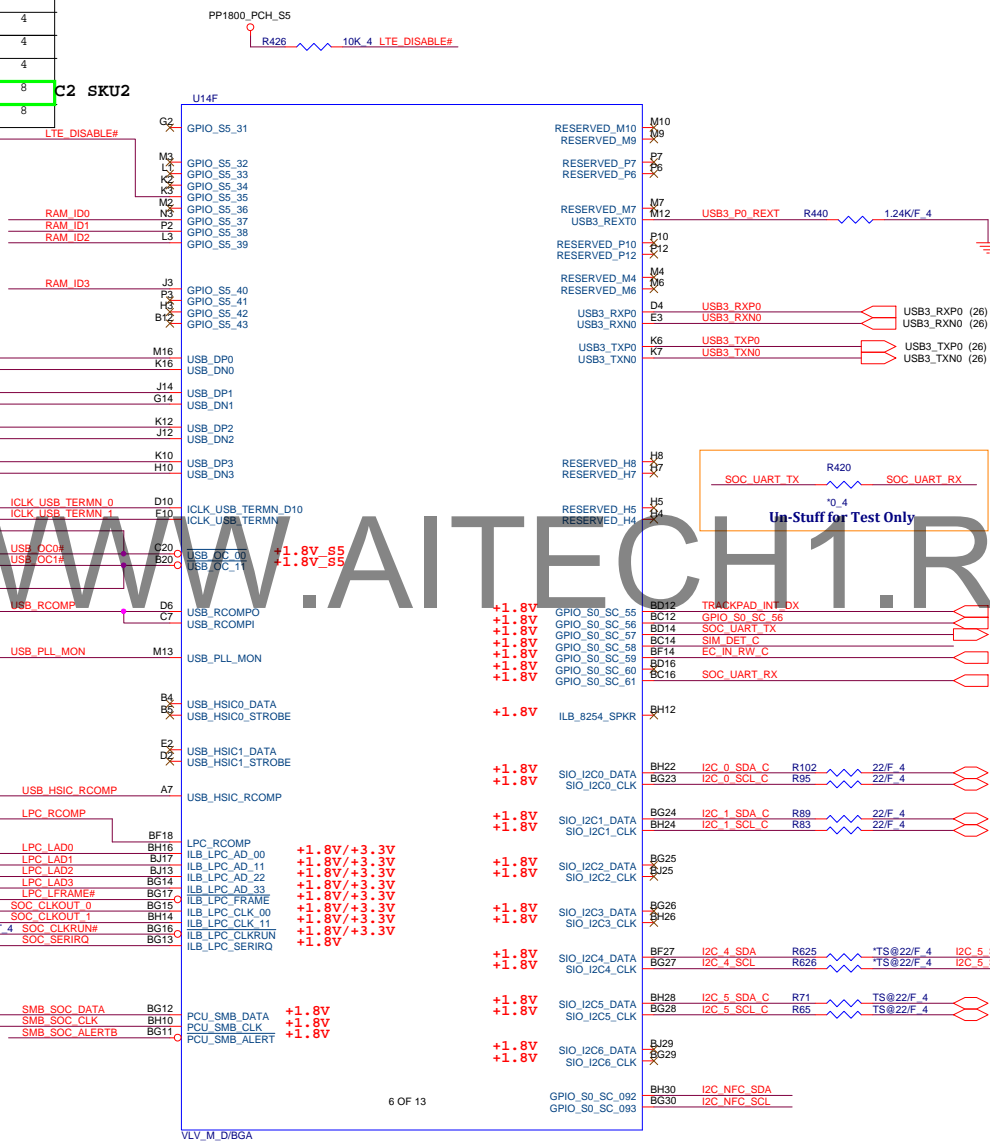 4
PP1800_PCH_S5
4
R426 10K_4 LTE_DISABLE#
4
8 C2 SKU2
8
U14F
LTE_DISABLE#
G2 GPIO_S5_31
M3 GPIO_S5_32
L1 GPIO_S5_33
K2 GPIO_S5_34
K3 GPIO_S5_35
M2 GPIO_S5_36
RAM_ID0 N3 GPIO_S5_37
RAM_ID1 P2 GPIO_S5_38
RAM_ID2 L3 GPIO_S5_39
RAM_ID3 J3 GPIO_S5_40
P3 GPIO_S5_41
H3 GPIO_S5_42
B12 GPIO_S5_43
M16 USB_DP0
K16 USB_DN0
J14 USB_DP1
G14 USB_DN1
K12 USB_DP2
J12 USB_DN2
K10 USB_DP3
H10 USB_DN3
ICLK_USB_TERMN_0 D10 ICLK_USB_TERMN_D10
ICLK_USB_TERMN_1 F10 ICLK_USB_TERMN
USB_OC0# C20 USB_OC_00 +1.8V_S5
USB_OC1# B20 USB_OC_11 +1.8V_S5
USB_RCOMP D6 USB_RCOMPO
C7 USB_RCOMPI
USB_PLL_MON M13 USB_PLL_MON
B4 USB_HSIC0_DATA
B5 USB_HSIC0_STROBE
E2 USB_HSIC1_DATA
D2 USB_HSIC1_STROBE
USB_HSIC_RCOMP A7 USB_HSIC_RCOMP
LPC_RCOMP BF18 LPC_RCOMP
LPC_LAD0 BH16 ILB_LPC_AD_00 +1.8V/+3.3V
LPC_LAD1 BJ17 ILB_LPC_AD_11 +1.8V/+3.3V
LPC_LAD2 BJ13 ILB_LPC_AD_22 +1.8V/+3.3V
LPC_LAD3 BG14 ILB_LPC_AD_33 +1.8V/+3.3V
LPC_LFRAME# BG17 ILB_LPC_FRAME +1.8V/+3.3V
SOC_CLKOUT_0 BG15 ILB_LPC_CLK_00 +1.8V/+3.3V
SOC_CLKOUT_1 BH14 ILB_LPC_CLK_11 +1.8V/+3.3V
_4 SOC_CLKRUN# BG16 ILB_LPC_CLKRUN +1.8V/+3.3V
SOC_SERIRQ BG13 ILB_LPC_SERIRQ +1.8V
SMB_SOC_DATA BG12 PCU_SMB_DATA +1.8V
SMB_SOC_CLK BH10 PCU_SMB_CLK +1.8V
SMB_SOC_ALERTB BG11 PCU_SMB_ALERT +1.8V
RESERVED_M10 M10
RESERVED_M9 M9
RESERVED_P7 P7
RESERVED_P6 P6
RESERVED_M7 M7
USB3_REXT0 M12 USB3_P0_REXT R440 1.24K/F_4
RESERVED_P10 P10
RESERVED_P12 P12
RESERVED_M4 M4
RESERVED_M6 M6
USB3_RXP0 D4 USB3_RXP0 USB3_RXP0 (26)
USB3_RXN0 E3 USB3_RXN0 USB3_RXN0 (26)
USB3_TXP0 K6 USB3_TXP0 USB3_TXP0 (26)
USB3_TXN0 K7 USB3_TXN0 USB3_TXN0 (26)
RESERVED_H8 H8
RESERVED_H7 H7
R420
SOC_UART_TX SOC_UART_RX
*0_4
Un-Stuff for Test Only
RESERVED_H5 H5
RESERVED_H4 H4
WWW.AITECH1.R
+1.8V GPIO_S0_SC_55 BD12 TRACKPAD_INT_DX
+1.8V GPIO_S0_SC_56 BC12 GPIO_S0_SC_56
+1.8V GPIO_S0_SC_57 BD14 SOC_UART_TX
+1.8V GPIO_S0_SC_58 BC14 SIM_DET_C
+1.8V GPIO_S0_SC_59 BF14 EC_IN_RW_C
+1.8V GPIO_S0_SC_60 BD16
+1.8V GPIO_S0_SC_61 BC16 SOC_UART_RX
+1.8V ILB_8254_SPKR BH12
+1.8V SIO_I2C0_DATA BH22 I2C_0_SDA_C R102 22/F_4
+1.8V SIO_I2C0_CLK BG23 I2C_0_SCL_C R95 22/F_4
+1.8V SIO_I2C1_DATA BG24 I2C_1_SDA_C R89 22/F_4
+1.8V SIO_I2C1_CLK BH24 I2C_1_SCL_C R83 22/F_4
+1.8V SIO_I2C2_DATA BG25
+1.8V SIO_I2C2_CLK BJ25
+1.8V SIO_I2C3_DATA BG26
+1.8V SIO_I2C3_CLK BH26
+1.8V SIO_I2C4_DATA BF27 I2C_4_SDA R625 *TS@22/F_4 I2C_5_
+1.8V SIO_I2C4_CLK BG27 I2C_4_SCL R626 *TS@22/F_4 I2C_5_
+1.8V SIO_I2C5_DATA BH28 I2C_5_SDA_C R71 TS@22/F_4
+1.8V SIO_I2C5_CLK BG28 I2C_5_SCL_C R65 TS@22/F_4
+1.8V SIO_I2C6_DATA BJ29
+1.8V SIO_I2C6_CLK BG29
GPIO_S0_SC_092 BH30 I2C_NFC_SDA
GPIO_S0_SC_093 BG30 I2C_NFC_SCL
6 OF 13
VLV_M_D/BGA